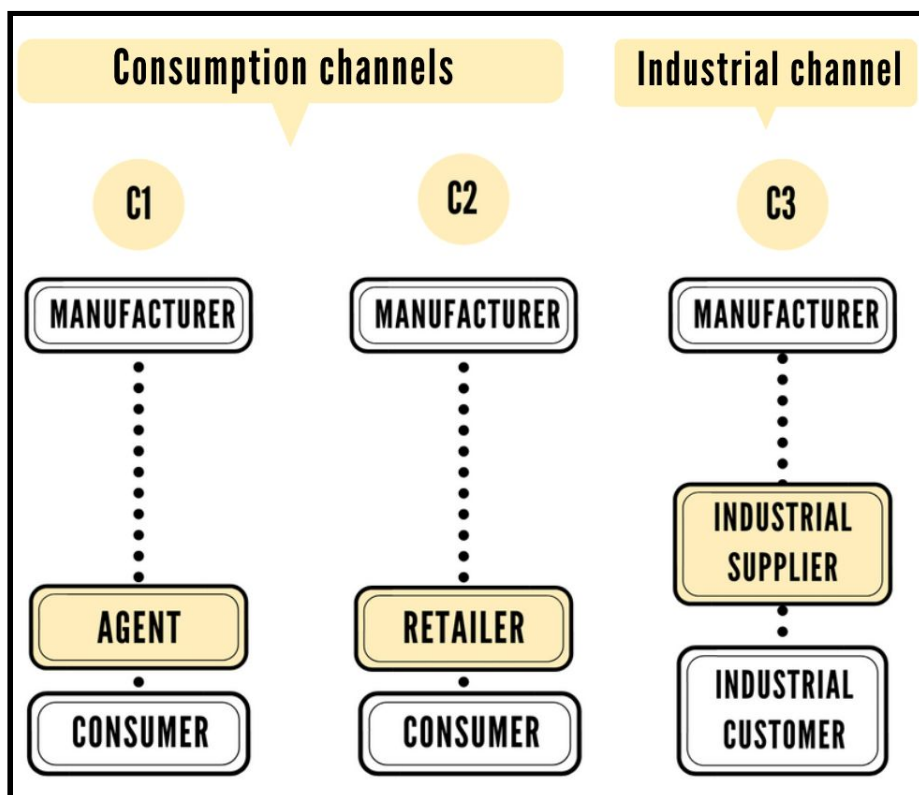 Consumption channels
Industrial channel
C1
C2
C3
MANUFACTURER
MANUFACTURER
MANUFACTURER
INDUSTRIAL
SUPPLIER
AGENT
RETAILER
CONSUMER
CONSUMER
INDUSTRIAL
CUSTOMER